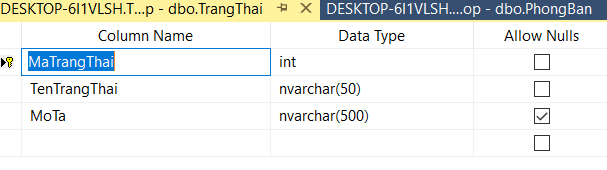 DESKTOP-6I1VLSH.T...p - dbo.TrangThai DESKTOP-6I1VLSH....op - dbo.PhongBan
Column Name Data Type Allow Nulls
MaTrangThai int
TenTrangThai nvarchar(50)
MoTa nvarchar(500)